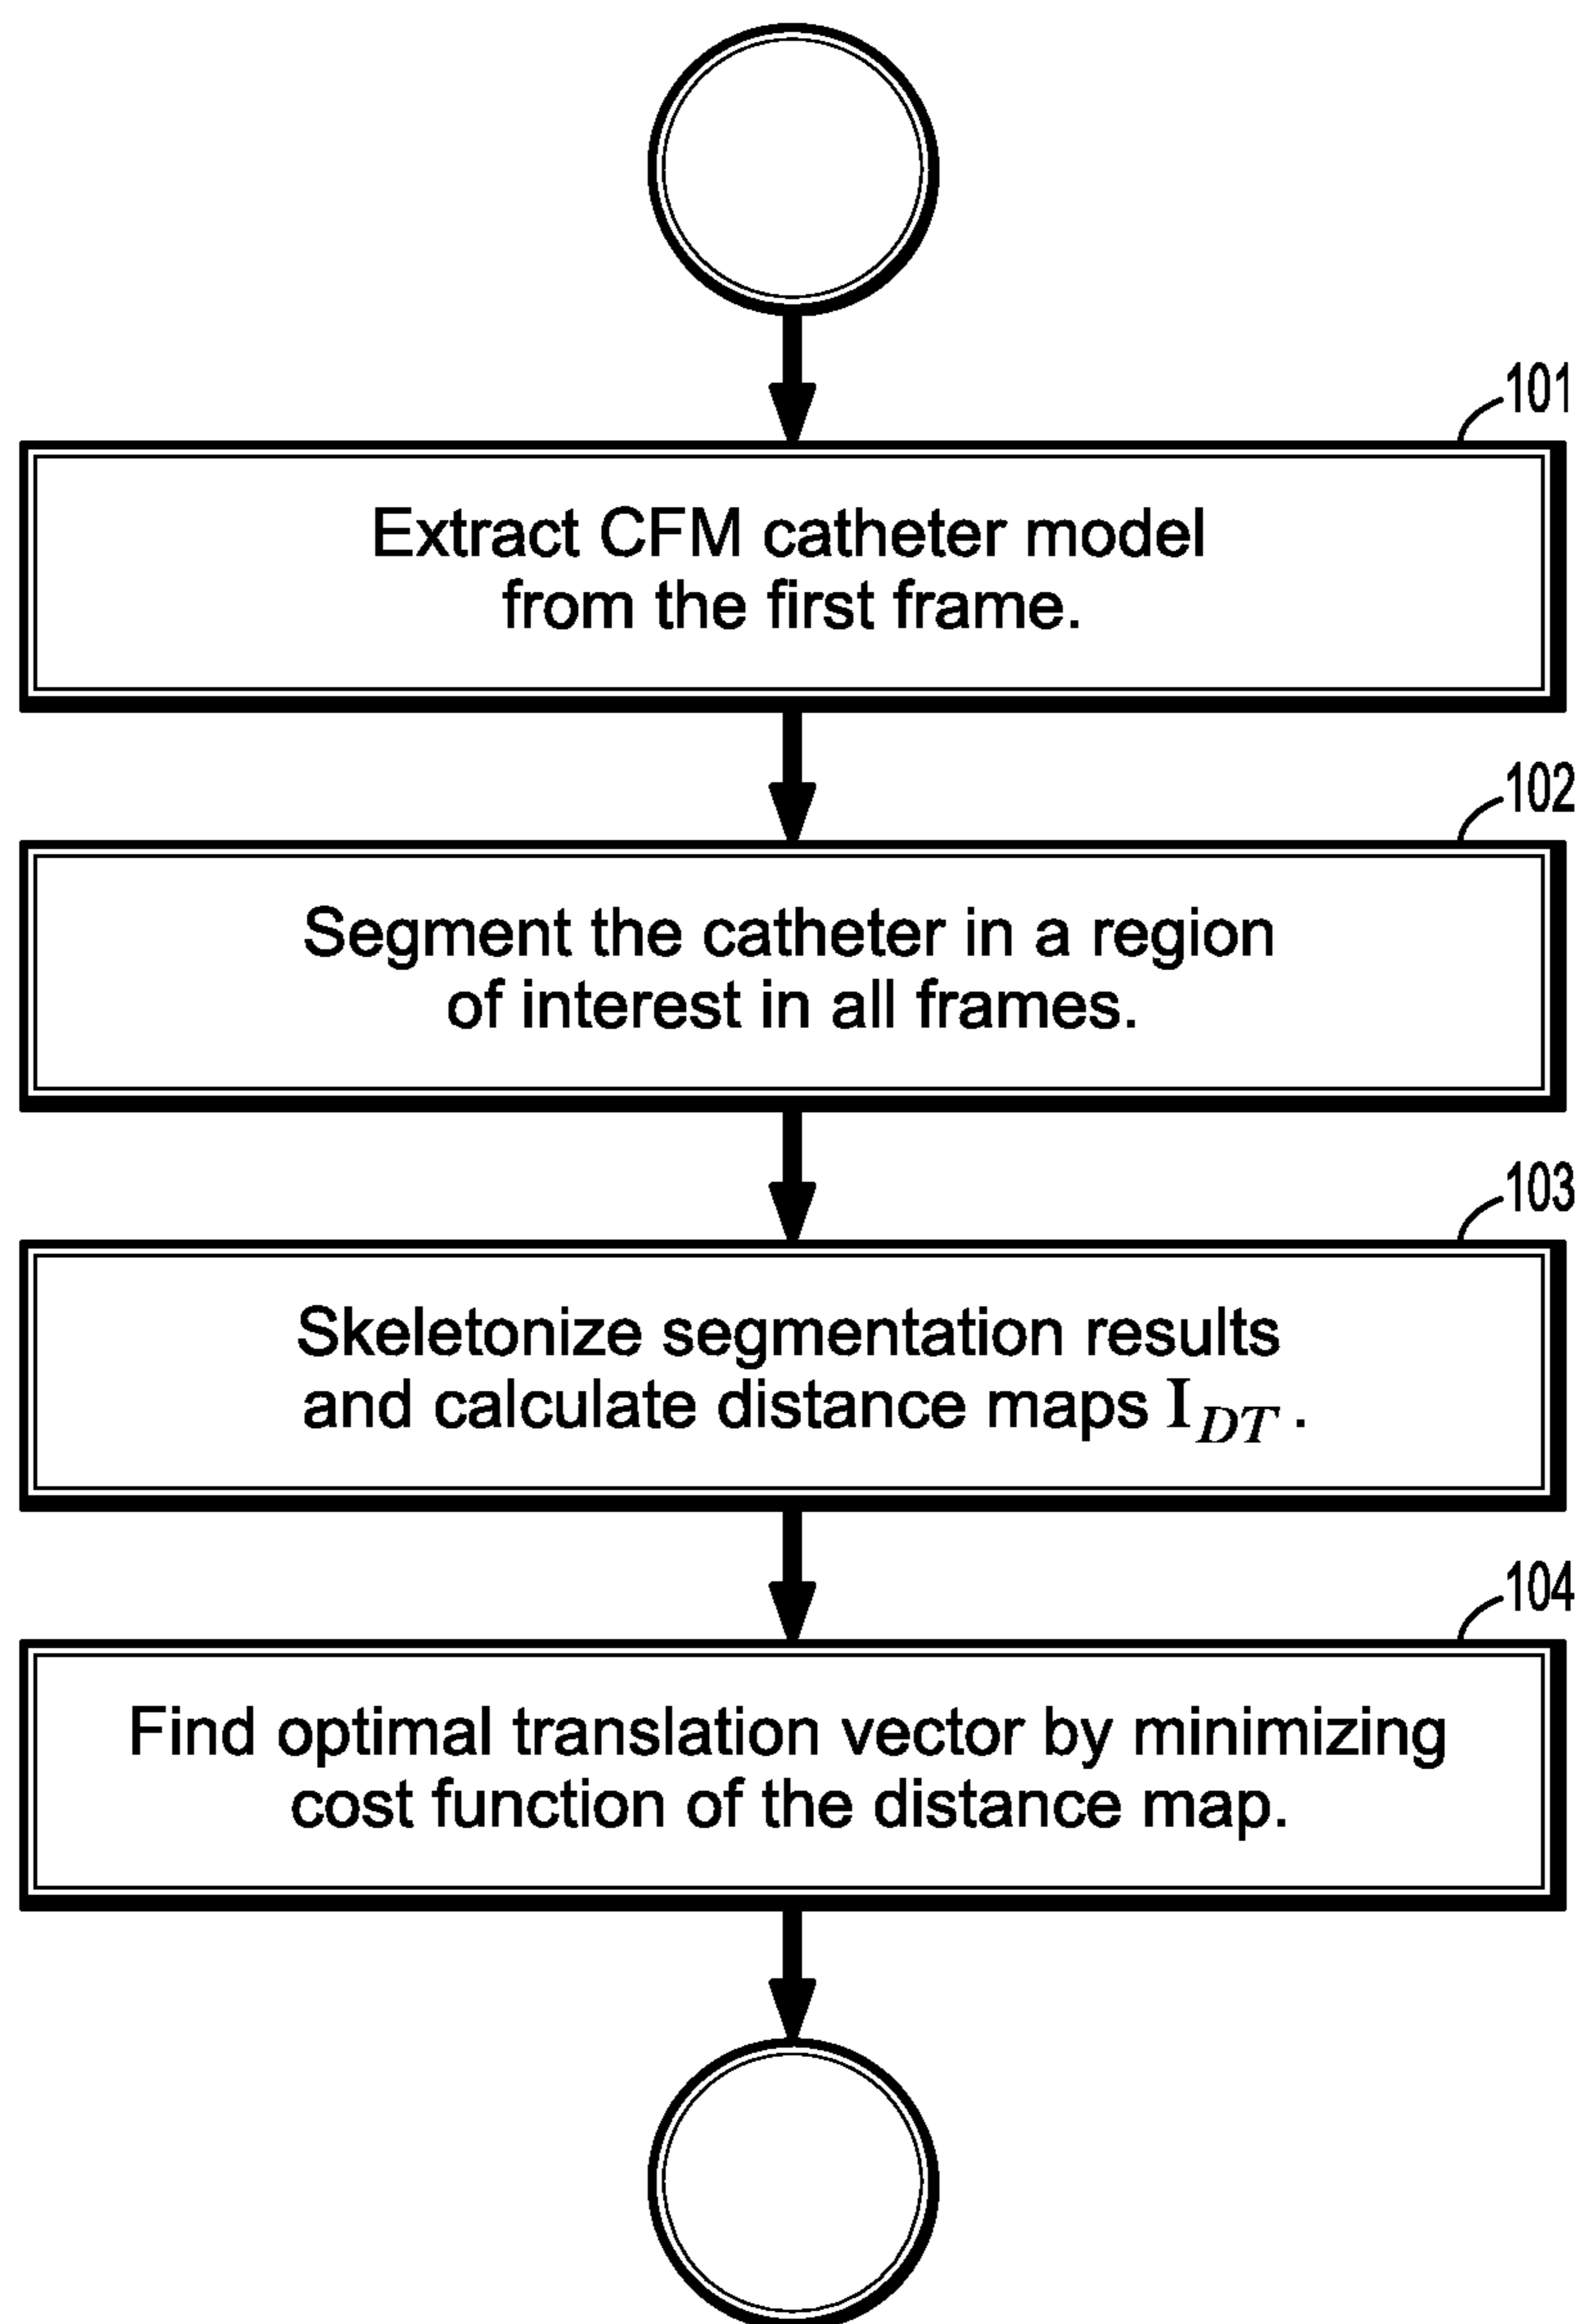 101
Extract CFM catheter model
from the first frame.
102
Segment the catheter in a region
of interest in all frames.
103
Skeletonize segmentation results
and calculate distance maps I_DT.
104
Find optimal translation vector by minimizing
cost function of the distance map.